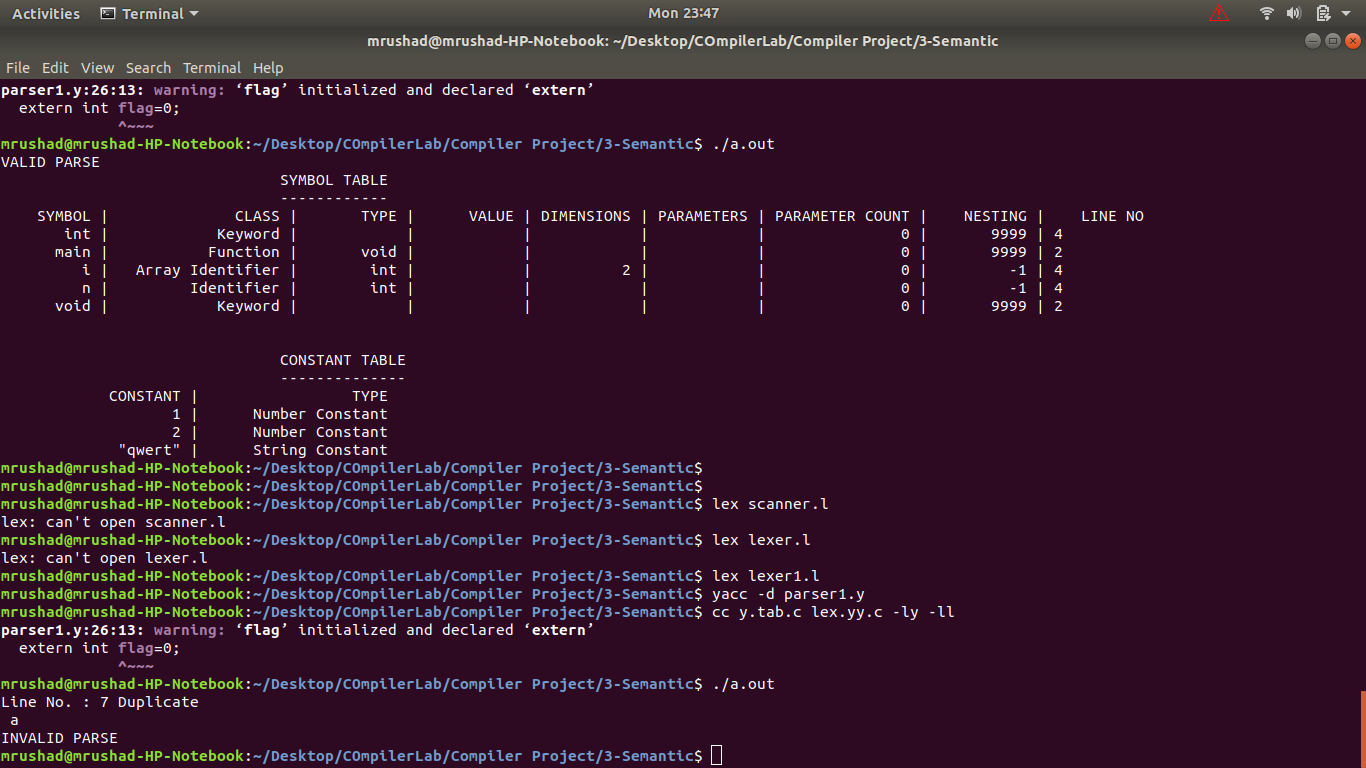 Activities Terminal Mon 23:47
mrushad@mrushad-HP-Notebook: ~/Desktop/COmpilerLab/Compiler Project/3-Semantic
File Edit View Search Terminal Help
parser1.y:26:13: warning: ‘flag’ initialized and declared ‘extern’
  extern int flag=0;
             ^~~~
mrushad@mrushad-HP-Notebook:~/Desktop/COmpilerLab/Compiler Project/3-Semantic$ ./a.out
VALID PARSE
                               SYMBOL TABLE
                               ------------
    SYMBOL |              CLASS |       TYPE |      VALUE | DIMENSIONS | PARAMETERS | PARAMETER COUNT |    NESTING |    LINE NO
       int |            Keyword |            |            |            |            |               0 |       9999 | 4
      main |           Function |       void |            |            |            |               0 |       9999 | 2
         i |   Array Identifier |        int |            |          2 |            |               0 |         -1 | 4
         n |         Identifier |        int |            |            |            |               0 |         -1 | 4
      void |            Keyword |            |            |            |            |               0 |       9999 | 2
                               CONSTANT TABLE
                               --------------
            CONSTANT |                 TYPE
                   1 |      Number Constant
                   2 |      Number Constant
             "qwert" |      String Constant
mrushad@mrushad-HP-Notebook:~/Desktop/COmpilerLab/Compiler Project/3-Semantic$
mrushad@mrushad-HP-Notebook:~/Desktop/COmpilerLab/Compiler Project/3-Semantic$
mrushad@mrushad-HP-Notebook:~/Desktop/COmpilerLab/Compiler Project/3-Semantic$ lex scanner.l
lex: can't open scanner.l
mrushad@mrushad-HP-Notebook:~/Desktop/COmpilerLab/Compiler Project/3-Semantic$ lex lexer.l
lex: can't open lexer.l
mrushad@mrushad-HP-Notebook:~/Desktop/COmpilerLab/Compiler Project/3-Semantic$ lex lexer1.l
mrushad@mrushad-HP-Notebook:~/Desktop/COmpilerLab/Compiler Project/3-Semantic$ yacc -d parser1.y
mrushad@mrushad-HP-Notebook:~/Desktop/COmpilerLab/Compiler Project/3-Semantic$ cc y.tab.c lex.yy.c -ly -ll
parser1.y:26:13: warning: ‘flag’ initialized and declared ‘extern’
  extern int flag=0;
             ^~~~
mrushad@mrushad-HP-Notebook:~/Desktop/COmpilerLab/Compiler Project/3-Semantic$ ./a.out
Line No. : 7 Duplicate
 a
INVALID PARSE
mrushad@mrushad-HP-Notebook:~/Desktop/COmpilerLab/Compiler Project/3-Semantic$